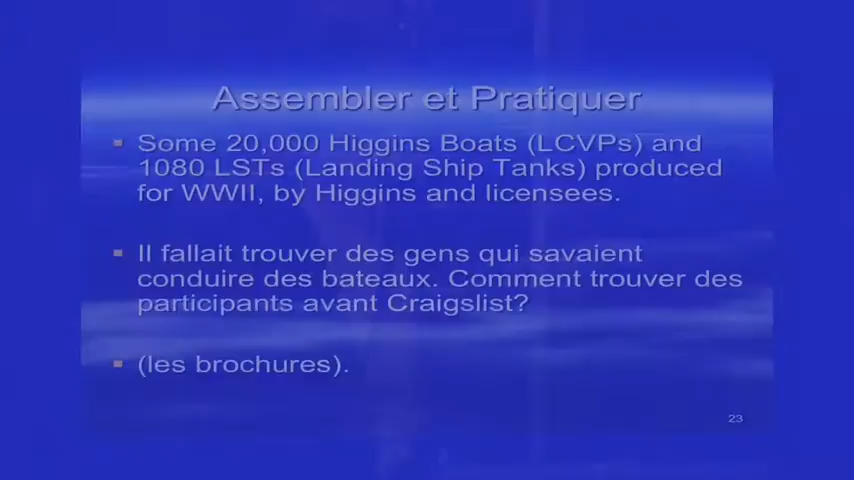 Assembler et Pratiquer
Some 20,000 Higgins Boats (LCVPs) and
1080 LSTs (Landing Ship Tanks) produced
for WWII, by Higgins and licensees.
Il fallait trouver des gens qui savaient
conduire des bateaux. Comment trouver des
participants avant Craigslist?
(les brochures).
23